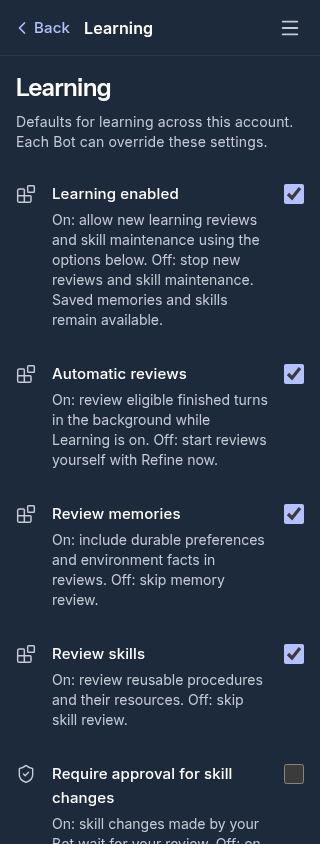 Back Learning
Learning
Defaults for learning across this account.
Each Bot can override these settings.
Learning enabled
On: allow new learning reviews
and skill maintenance using the
options below. Off: stop new
reviews and skill maintenance.
Saved memories and skills
remain available.
Automatic reviews
On: review eligible finished turns
in the background while
Learning is on. Off: start reviews
yourself with Refine now.
Review memories
On: include durable preferences
and environment facts in
reviews. Off: skip memory
review.
Review skills
On: review reusable procedures
and their resources. Off: skip
skill review.
Require approval for skill
changes
On: skill changes made by your
Bot wait for your review. Off: on